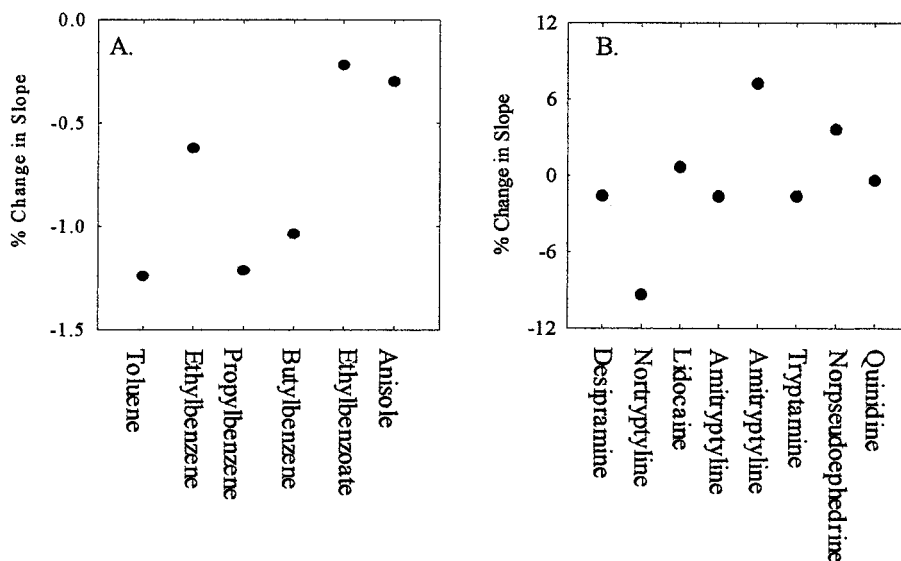 A.
% Change in Slope
0.0
-0.5
-1.0
-1.5
Toluene
Ethylbenzene
Propylbenzene
Butylbenzene
Ethylbenzoate
Anisole
B.
% Change in Slope
12
6
0
-6
-12
Desipramine
Nortryptyline
Lidocaine
Amitryptyline
Amitryptyline
Tryptamine
Norpseudoephedrine
Quinidine